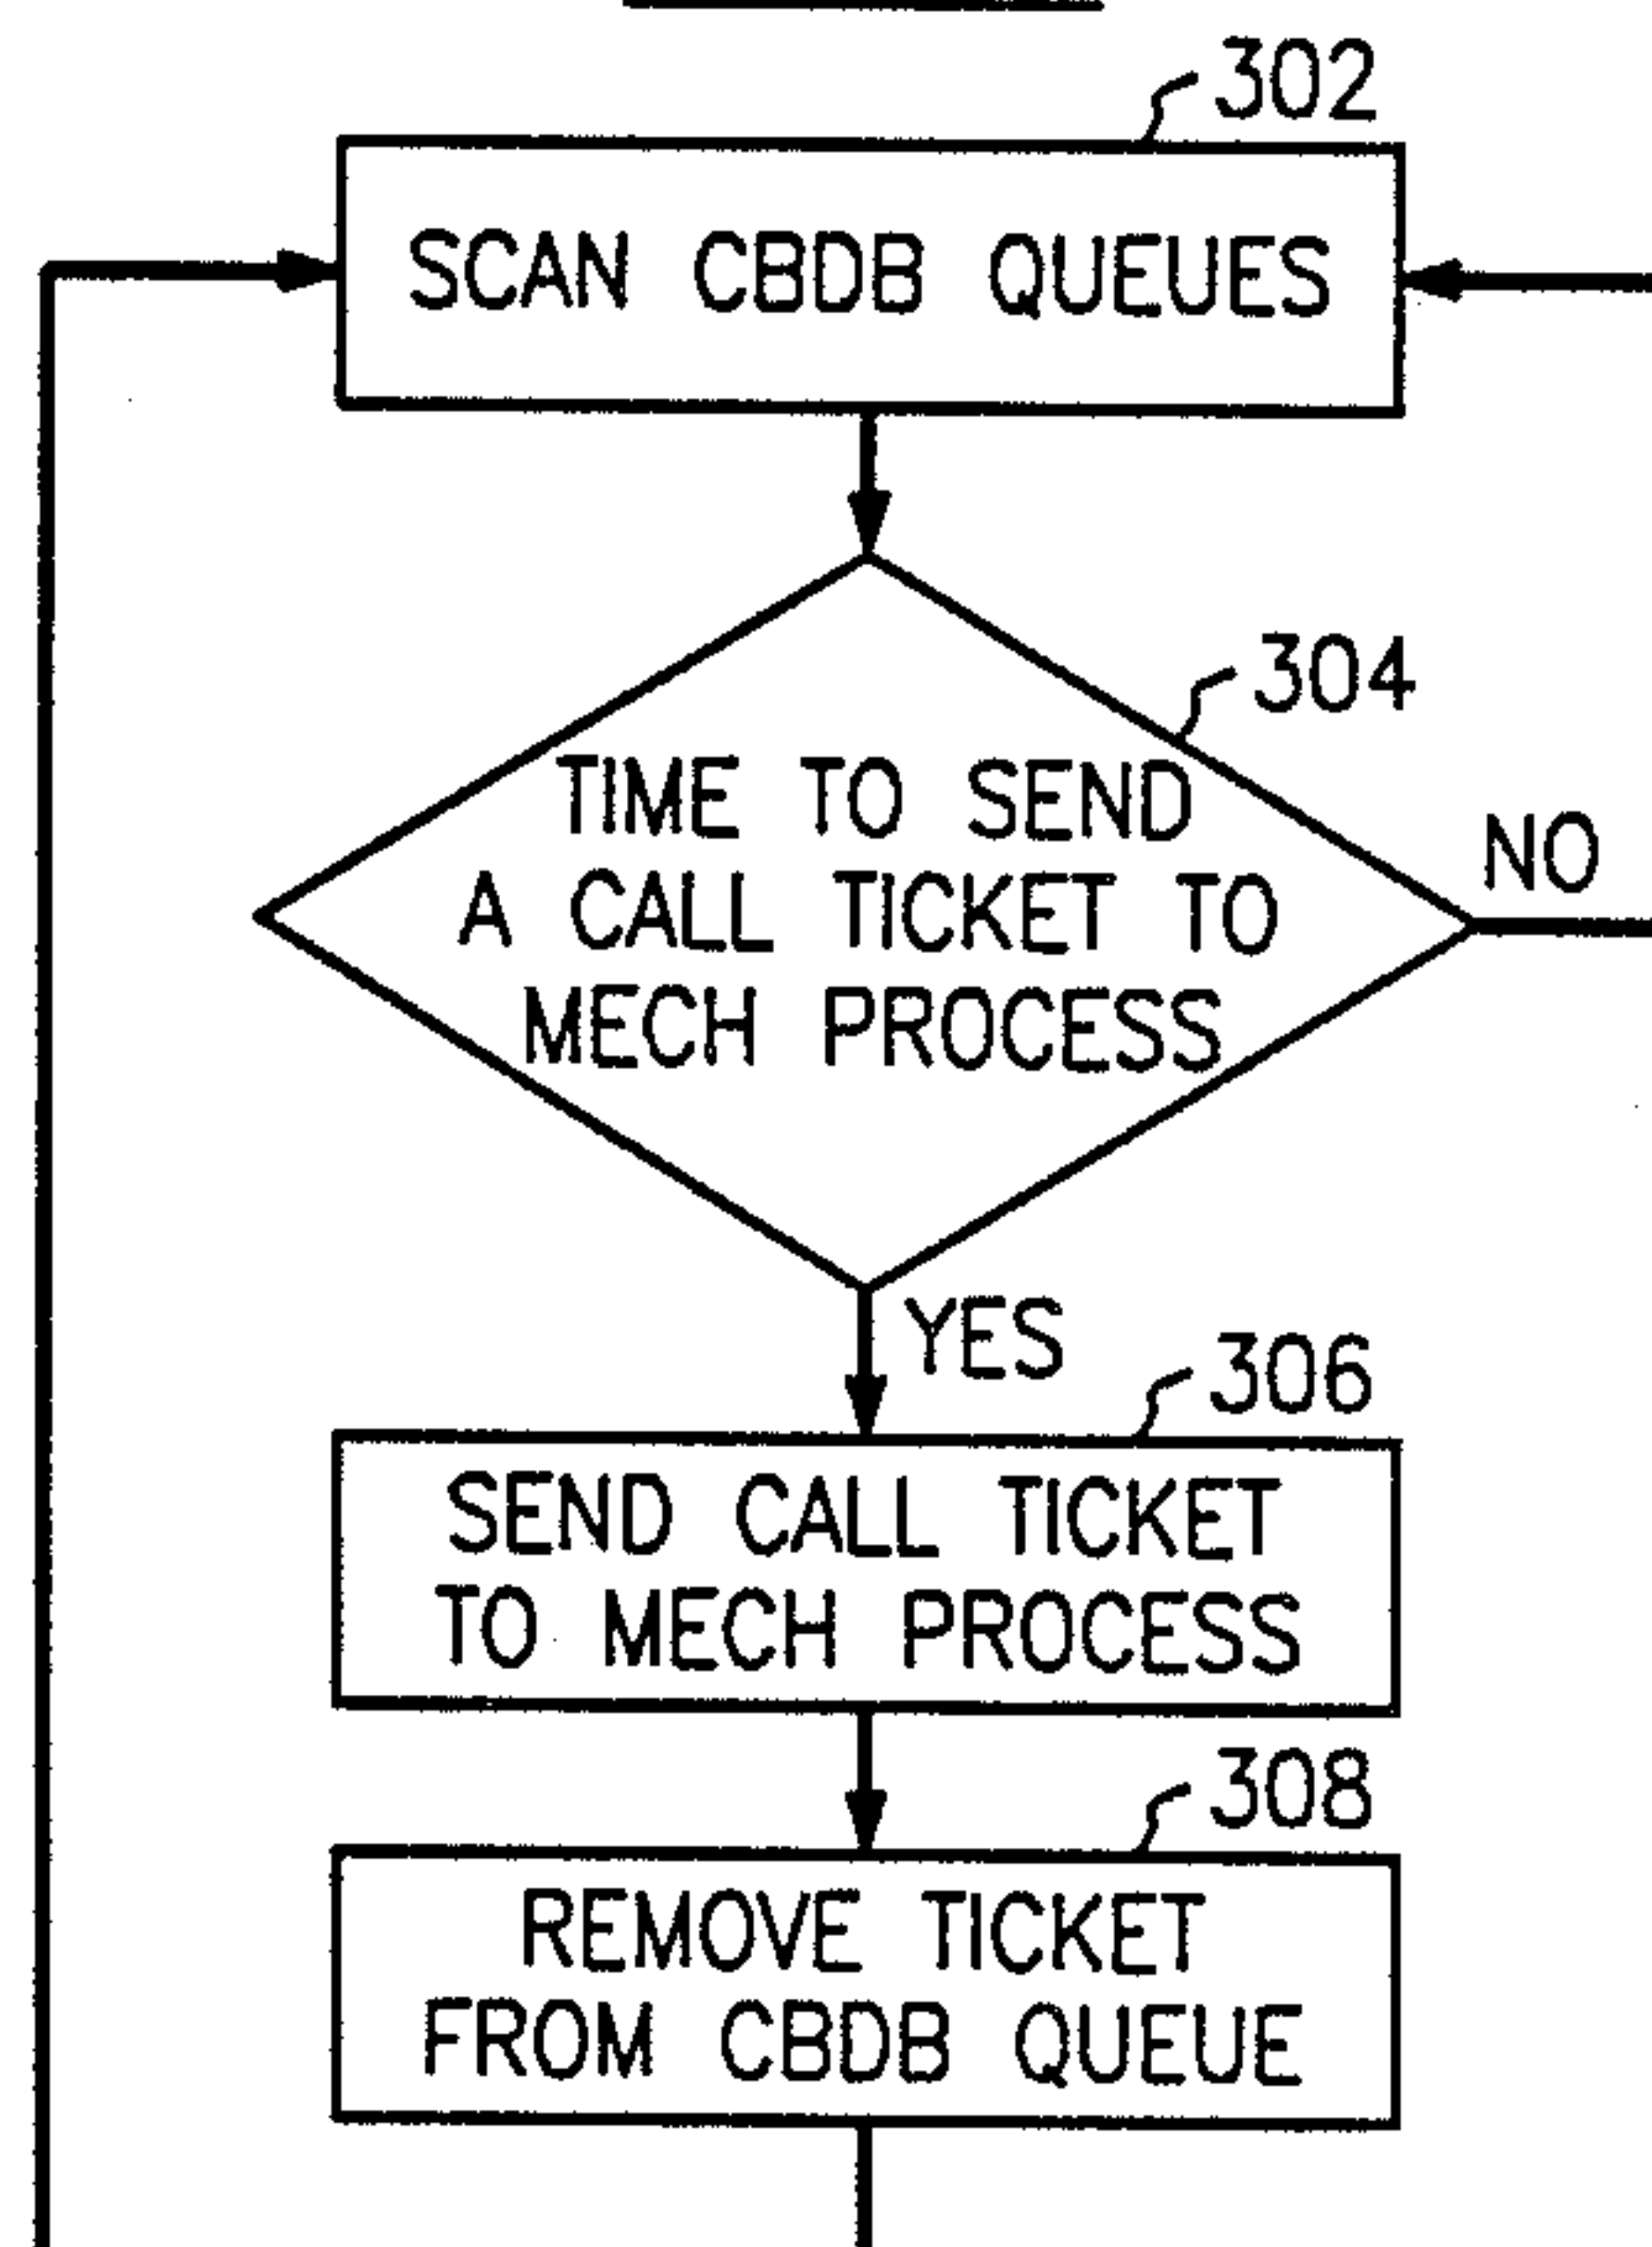 302
SCAN CBDB QUEUES
304
TIME TO SEND
A CALL TICKET TO
MECH PROCESS
NO
YES
306
SEND CALL TICKET
TO MECH PROCESS
308
REMOVE TICKET
FROM CBDB QUEUE